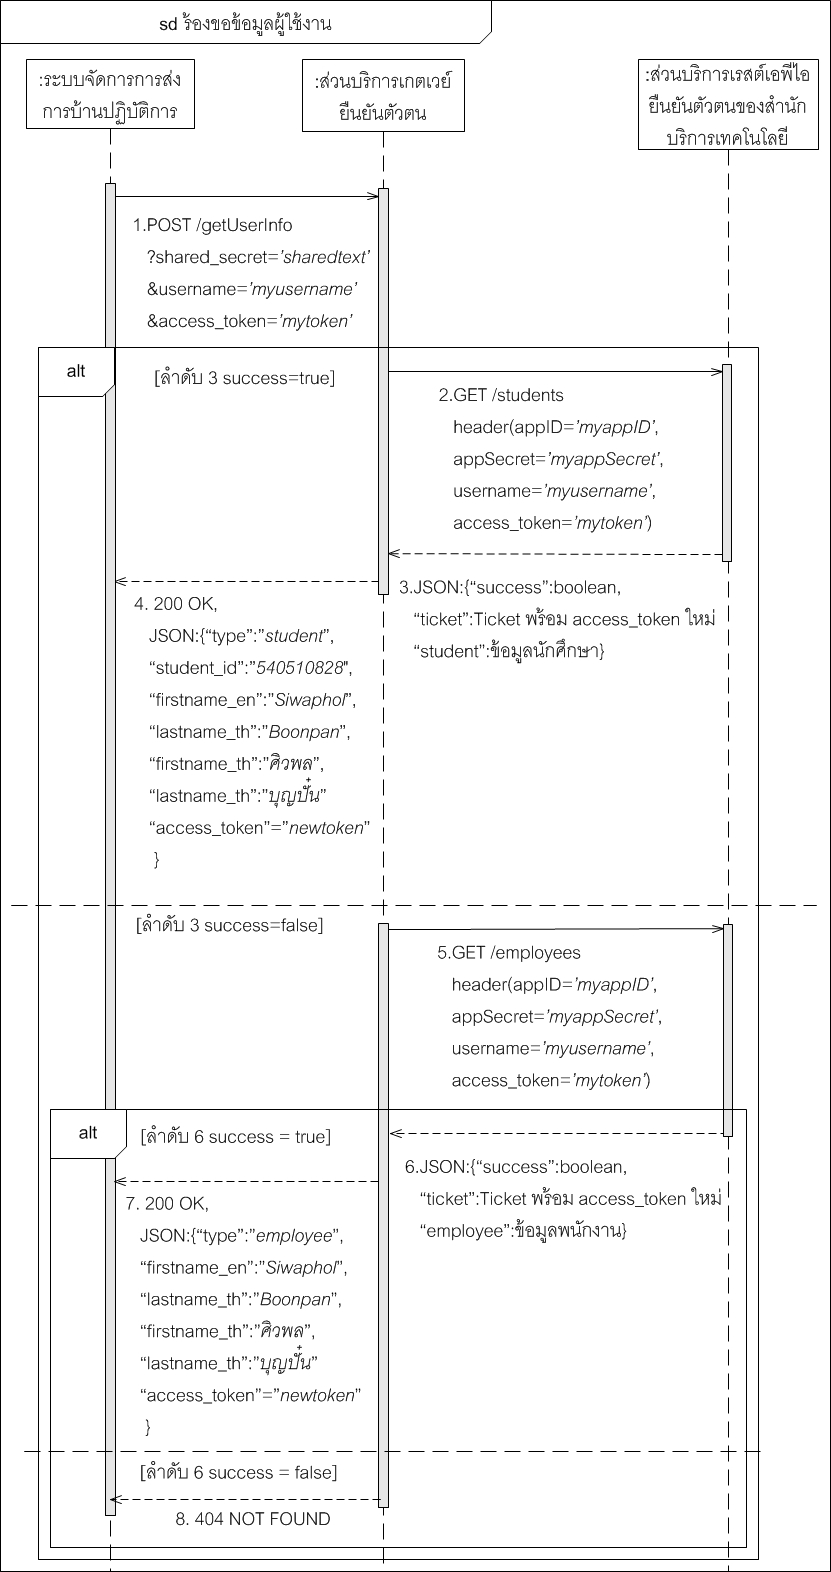 sd ร้องขอข้อมูลผู้ใช้งาน
:ระบบจัดการการส่ง
การบ้านปฏิบัติการ
:ส่วนบริการเกตเวย์
ยืนยันตัวตน
:ส่วนบริการเรสต์เอพีไอ
ยืนยันตัวตนของสำนัก
บริการเทคโนโลยี
1.POST /getUserInfo
?shared_secret=’sharedtext’
&username=’myusername’
&access_token=’mytoken’
alt
[ลำดับ 3 success=true]
2.GET /students
header(appID=’myappID’,
appSecret=’myappSecret’,
username=’myusername’,
access_token=’mytoken’)
3.JSON:{“success”:boolean,
“ticket”:Ticket พร้อม access_token ใหม่
“student”:ข้อมูลนักศึกษา}
4. 200 OK,
JSON:{“type”:”student”,
“student_id”:”540510828",
“firstname_en”:”Siwaphol”,
“lastname_th”:”Boonpan”,
“firstname_th”:”ศิวพล”,
“lastname_th”:”บุญปั๋น”
“access_token”=”newtoken”
}
[ลำดับ 3 success=false]
5.GET /employees
header(appID=’myappID’,
appSecret=’myappSecret’,
username=’myusername’,
access_token=’mytoken’)
alt
[ลำดับ 6 success = true]
6.JSON:{“success”:boolean,
“ticket”:Ticket พร้อม access_token ใหม่
“employee”:ข้อมูลพนักงาน}
7. 200 OK,
JSON:{“type”:”employee”,
“firstname_en”:”Siwaphol”,
“lastname_th”:”Boonpan”,
“firstname_th”:”ศิวพล”,
“lastname_th”:”บุญปั๋น”
“access_token”=”newtoken”
}
[ลำดับ 6 success = false]
8. 404 NOT FOUND